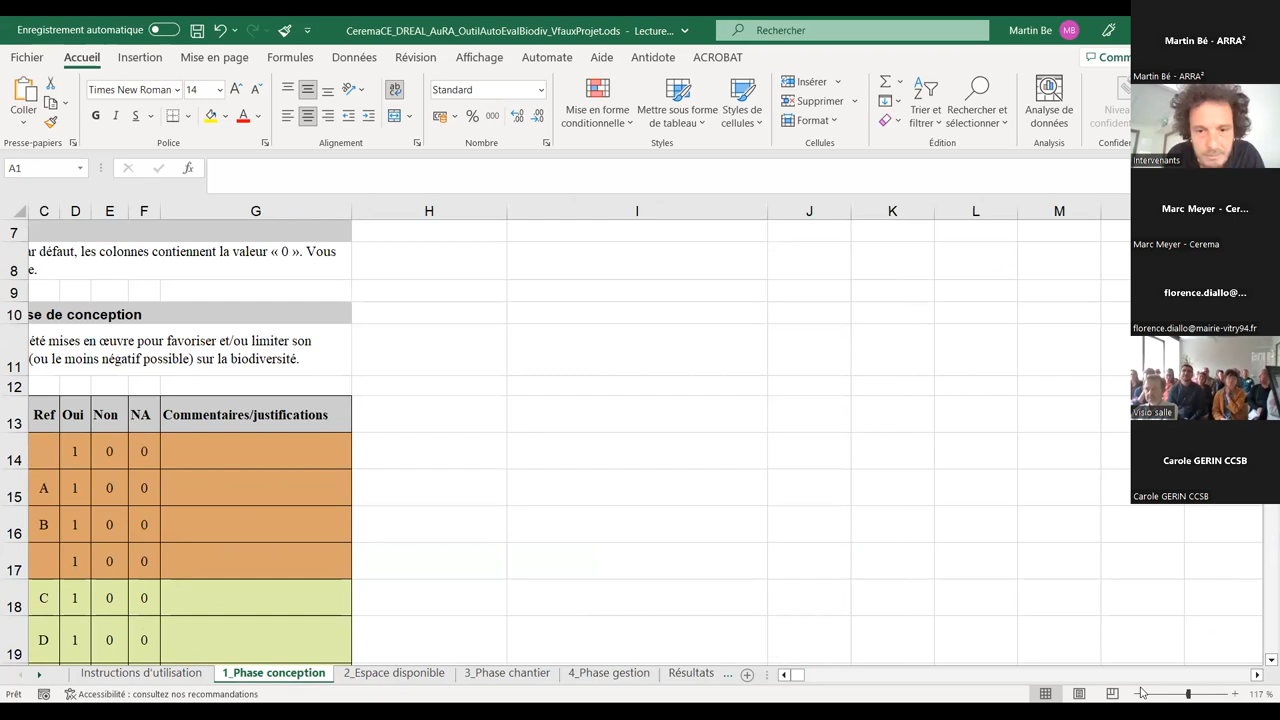 Enregistrement automatique
CeremaCE_DREAL_AuRA_OutilAutoEvalBiodiv_VfauxProjet.ods - Lecture...
Rechercher
Martin Be
MB
Fichier
Accueil
Insertion
Mise en page
Formules
Données
Révision
Affichage
Automate
Aide
Antidote
ACROBAT
Comm
Coller
Presse-papiers
Times New Roman
14
G I S
Police
Alignement
Standard
% 000
Nombre
Mise en forme conditionnelle
Mettre sous forme de tableau
Styles de cellules
Styles
Insérer
Supprimer
Format
Cellules
Trier et filtrer
Rechercher et sélectionner
Édition
Analyse de données
Analysis
Nivea
confident
Confid
A1
fx
C D E F G H I J K L M
7
8 ar défaut, les colonnes contiennent la valeur « 0 ». Vous
e.
9
10 se de conception
11 été mises en œuvre pour favoriser et/ou limiter son
(ou le moins négatif possible) sur la biodiversité.
12
13 Ref Oui Non NA Commentaires/justifications
14 1 0 0
15 A 1 0 0
16 B 1 0 0
17 1 0 0
18 C 1 0 0
19 D 1 0 0
Instructions d'utilisation
1_Phase conception
2_Espace disponible
3_Phase chantier
4_Phase gestion
Résultats
...
Prêt
Accessibilité : consultez nos recommandations
117 %
Martin Bé - ARRA²
Martin Bé - ARRA²
Intervenants
Marc Meyer - Cer...
Marc Meyer - Cerema
florence.diallo@...
florence.diallo@mairie-vitry94.fr
Visio salle
Carole GERIN CCSB
Carole GERIN CCSB